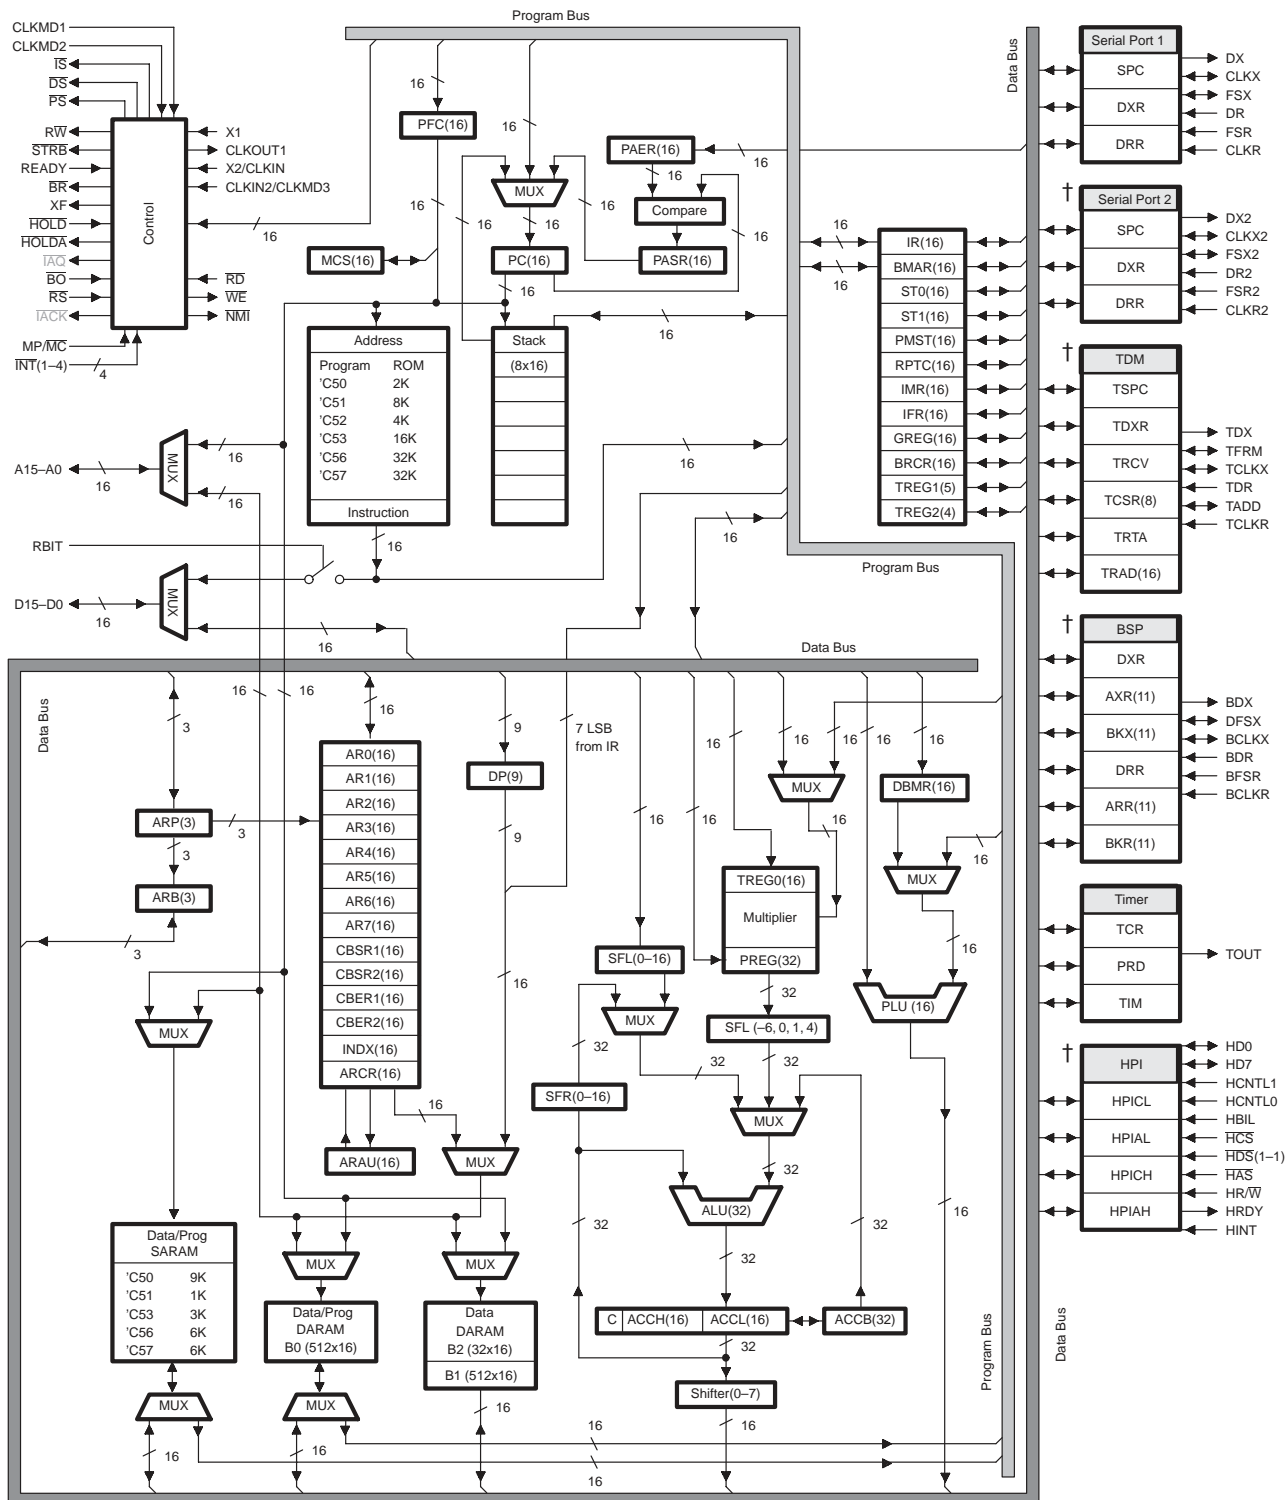 Program Bus
CLKMD1
CLKMD2
IS
DS
PS
RW
STRB
READY
BR
XF
HOLD
HOLDA
IAQ
BO
RS
IACK
MP/MC
INT(1–4)
4
Control
X1
CLKOUT1
X2/CLKIN
CLKIN2/CLKMD3
RD
WE
NMI
16
16
PFC(16)
16
MCS(16)
16
MUX
16
16
16
PC(16)
16
PAER(16)
16
16
Compare
PASR(16)
16
Address
Program ROM
'C50 2K
'C51 8K
'C52 4K
'C53 16K
'C56 32K
'C57 32K
Instruction
16
Stack
(8x16)
16
16
16
16
16
IR(16)
BMAR(16)
ST0(16)
ST1(16)
PMST(16)
RPTC(16)
IMR(16)
IFR(16)
GREG(16)
BRCR(16)
TREG1(5)
TREG2(4)
Program Bus
Data Bus
A15–A0
16
MUX
16
16
RBIT
D15–D0
16
MUX
16
Data Bus
Data Bus
3
ARP(3)
3
3
ARB(3)
3
16
16
16
AR0(16)
AR1(16)
AR2(16)
AR3(16)
AR4(16)
AR5(16)
AR6(16)
AR7(16)
CBSR1(16)
CBSR2(16)
CBER1(16)
CBER2(16)
INDX(16)
ARCR(16)
16
ARAU(16)
9
DP(9)
9
16
MUX
7 LSB
from IR
16
16
16
16
16
16
16
MUX
16
DBMR(16)
16
MUX
16
TREG0(16)
Multiplier
PREG(32)
32
SFL(0–16)
MUX
32
32
SFL (–6, 0, 1, 4)
32
PLU (16)
SFR(0–16)
MUX
32
ALU(32)
32
32
32
C ACCH(16) ACCL(16)
ACCB(32)
32
Shifter(0–7)
16
16
MUX
Data/Prog
SARAM
'C50 9K
'C51 1K
'C53 3K
'C56 6K
'C57 6K
MUX
16
MUX
Data/Prog
DARAM
B0 (512x16)
MUX
16
MUX
Data
DARAM
B2 (32x16)
B1 (512x16)
16
16
16
Program Bus
Data Bus
Serial Port 1
SPC
DXR
DRR
DX
CLKX
FSX
DR
FSR
CLKR
†
Serial Port 2
SPC
DXR
DRR
DX2
CLKX2
FSX2
DR2
FSR2
CLKR2
†
TDM
TSPC
TDXR
TRCV
TCSR(8)
TRTA
TRAD(16)
TDX
TFRM
TCLKX
TDR
TADD
TCLKR
†
BSP
DXR
AXR(11)
BKX(11)
DRR
ARR(11)
BKR(11)
BDX
DFSX
BCLKX
BDR
BFSR
BCLKR
Timer
TCR
PRD
TIM
TOUT
†
HPI
HPICL
HPIAL
HPICH
HPIAH
HD0
HD7
HCNTL1
HCNTL0
HBIL
HCS
HDS(1–1)
HAS
HR/W
HRDY
HINT